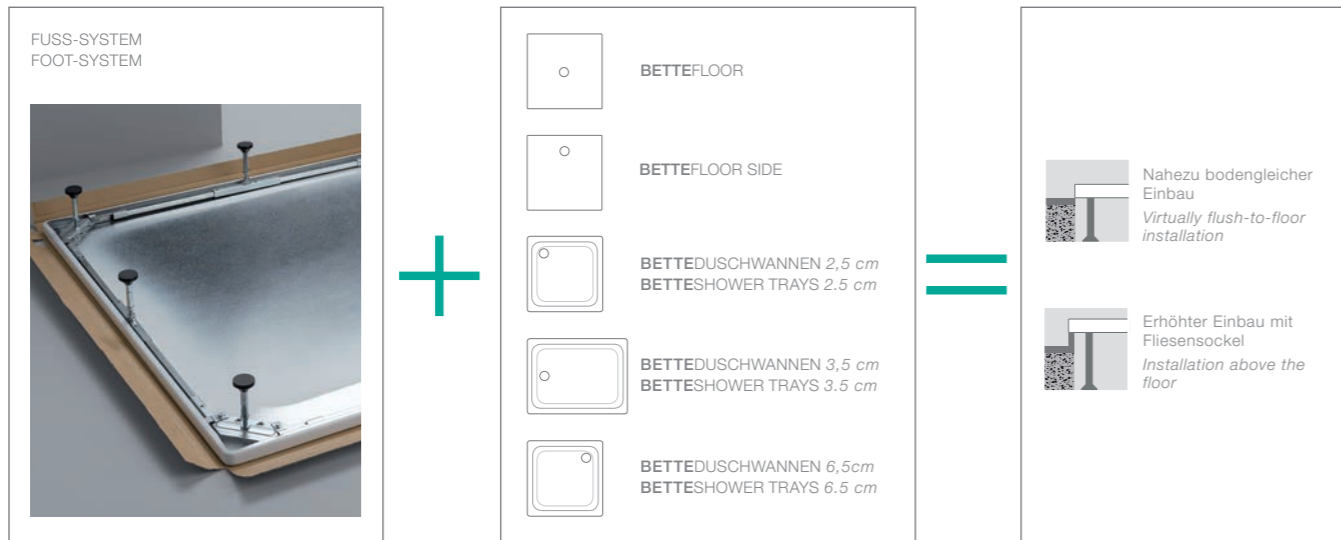 FUSS-SYSTEM
FOOT-SYSTEM
BETTEFLOOR
BETTEFLOOR SIDE
BETTEDUSCHWANNEN 2,5 cm
BETTESHOWER TRAYS 2.5 cm
BETTEDUSCHWANNEN 3,5 cm
BETTESHOWER TRAYS 3.5 cm
BETTEDUSCHWANNEN 6,5cm
BETTESHOWER TRAYS 6.5 cm
Nahezu bodengleicher
Einbau
Virtually flush-to-floor
installation
Erhöhter Einbau mit
Fliesensockel
Installation above the
floor